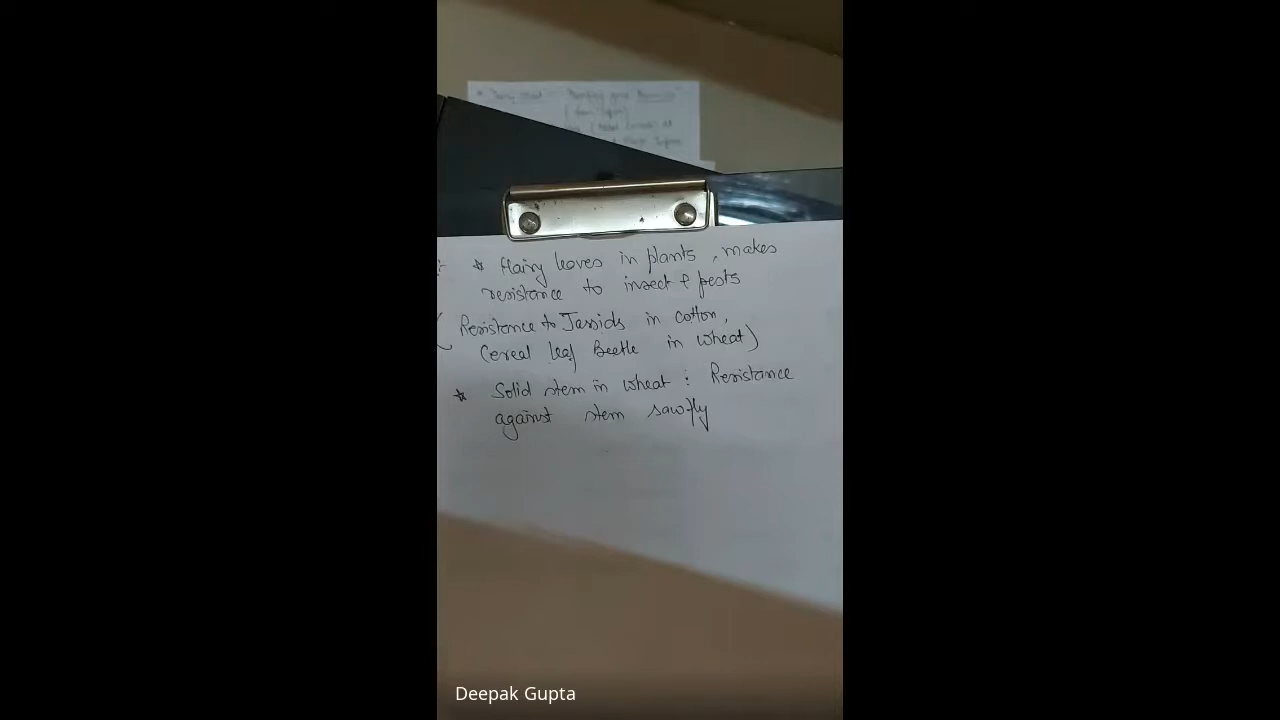 ☆ Hairy leaves in plants, makes
resistance to insect & pests
( Resistance to Jassids in cotton,
Cereal leaf Beetle in wheat)
☆ Solid stem in wheat : Resistance
against stem sawfly
Deepak Gupta